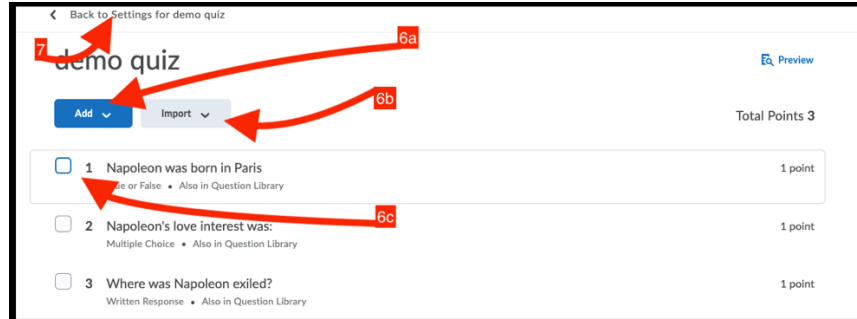 Back to Settings for demo quiz
6a
7
demo quiz
Preview
6b
Add
Import
Total Points 3
1 Napoleon was born in Paris
1 point
or False • Also in Question Library
6c
2 Napoleon's love interest was:
1 point
Multiple Choice • Also in Question Library
3 Where was Napoleon exiled?
1 point
Written Response • Also in Question Library